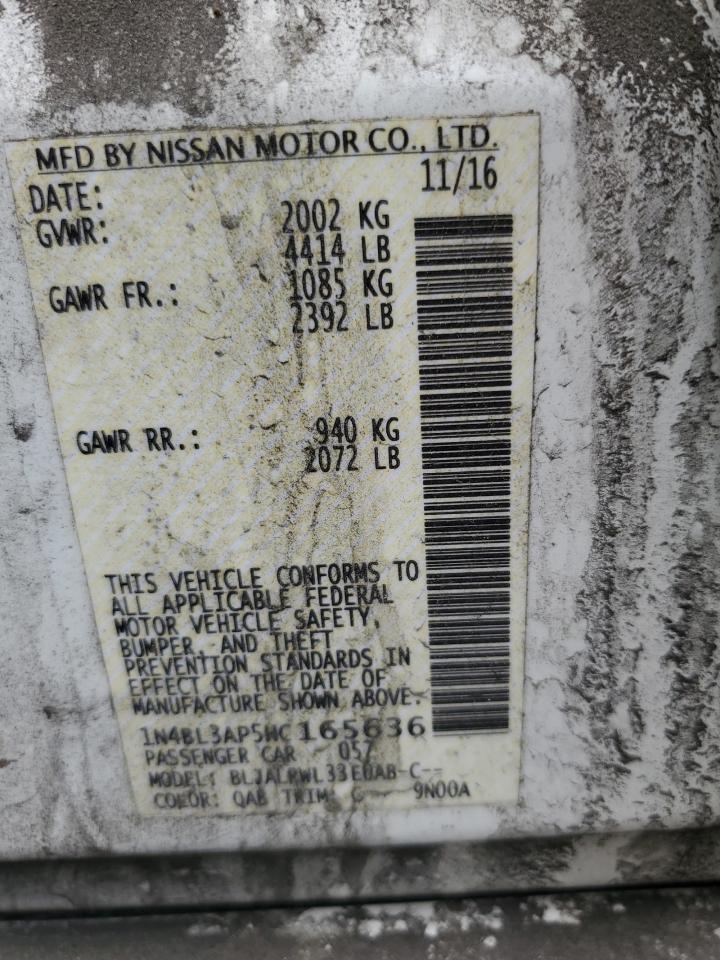 MFD BY NISSAN MOTOR CO., LTD.
DATE: 11/16
GVWR: 2002 KG
4414 LB
GAWR FR.: 1085 KG
2392 LB
GAWR RR.: 940 KG
2072 LB
THIS VEHICLE CONFORMS TO
ALL APPLICABLE FEDERAL
MOTOR VEHICLE SAFETY,
BUMPER, AND THEFT
PREVENTION STANDARDS IN
EFFECT ON THE DATE OF
MANUFACTURE SHOWN ABOVE.
1N4BL3AP5HC165636
PASSENGER CAR 057
MODEL: BLJALRWL33E0AB-C--
COLOR: QAB TRIM: C 9N00A